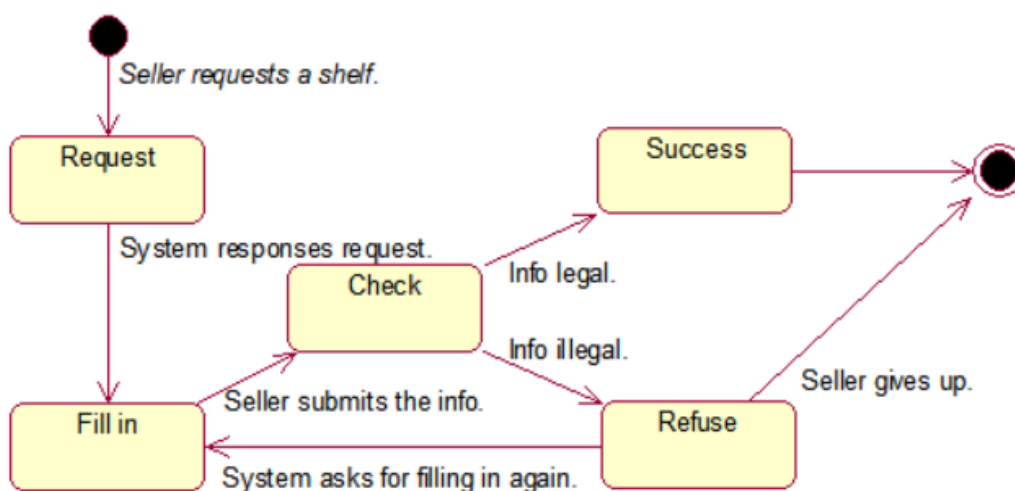 Seller requests a shelf.
Request
Success
System responses request.
Check
Info legal.
Info illegal.
Seller gives up.
Seller submits the info.
Fill in
Refuse
System asks for filling in again.